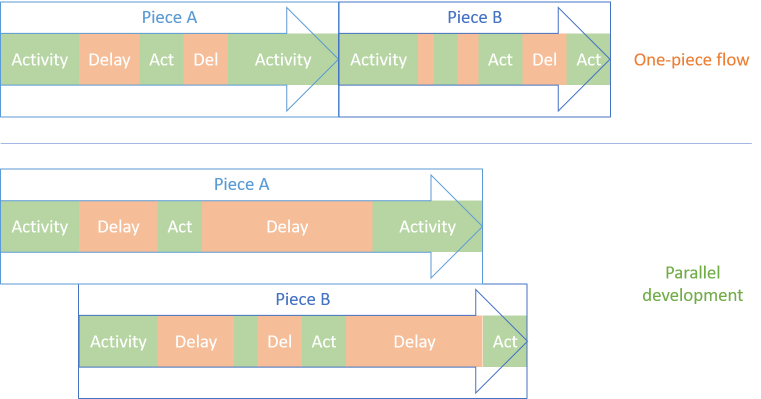 Piece A
Piece B
Activity Delay Act Del Activity Activity Act Del Act
One-piece flow
Piece A
Activity Delay Act Delay Activity
Parallel
development
Piece B
Activity Delay Del Act Delay Act